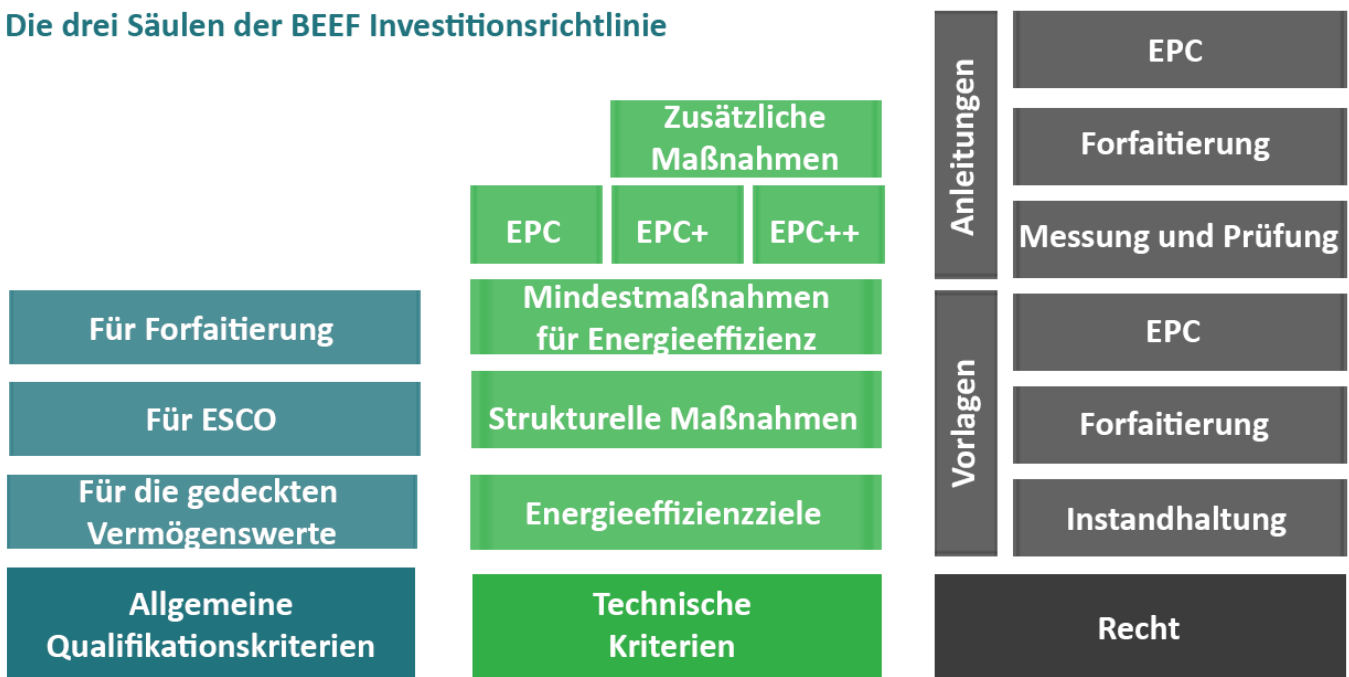 Die drei Säulen der BEEF Investitionsrichtlinie
Für Forfaitierung
Für ESCO
Für die gedeckten
Vermögenswerte
Allgemeine
Qualifikationskriterien
Zusätzliche
Maßnahmen
EPC
EPC+
EPC++
Mindestmaßnahmen
für Energieeffizienz
Strukturelle Maßnahmen
Energieeffizienzziele
Technische
Kriterien
Anleitungen
EPC
Forfaitierung
Messung und Prüfung
Vorlagen
EPC
Forfaitierung
Instandhaltung
Recht